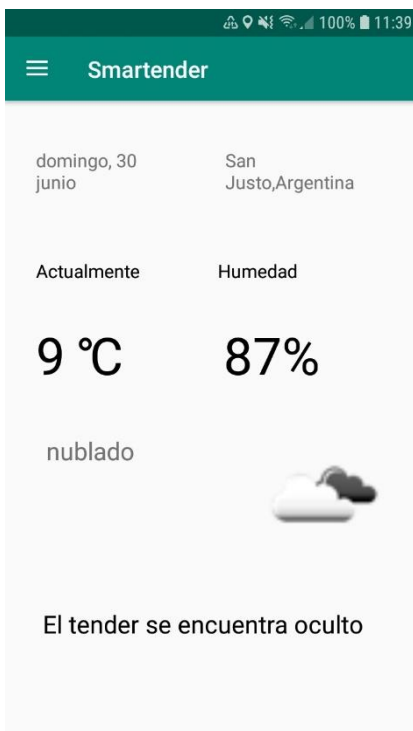 100% 11:39
Smartender
domingo, 30
junio
San
Justo,Argentina
Actualmente
Humedad
9 °C
87%
nublado
El tender se encuentra oculto